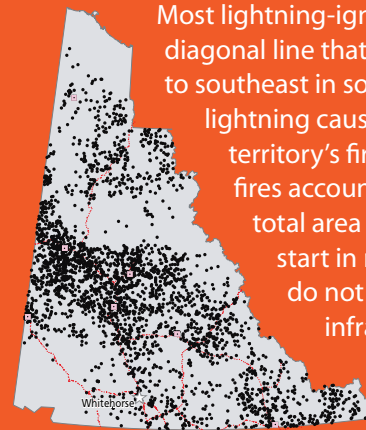 Most lightning-ign
diagonal line that
to southeast in so
lightning caus
territory's fir
fires accoun
total area
start in r
do not
infra
Whitehorse